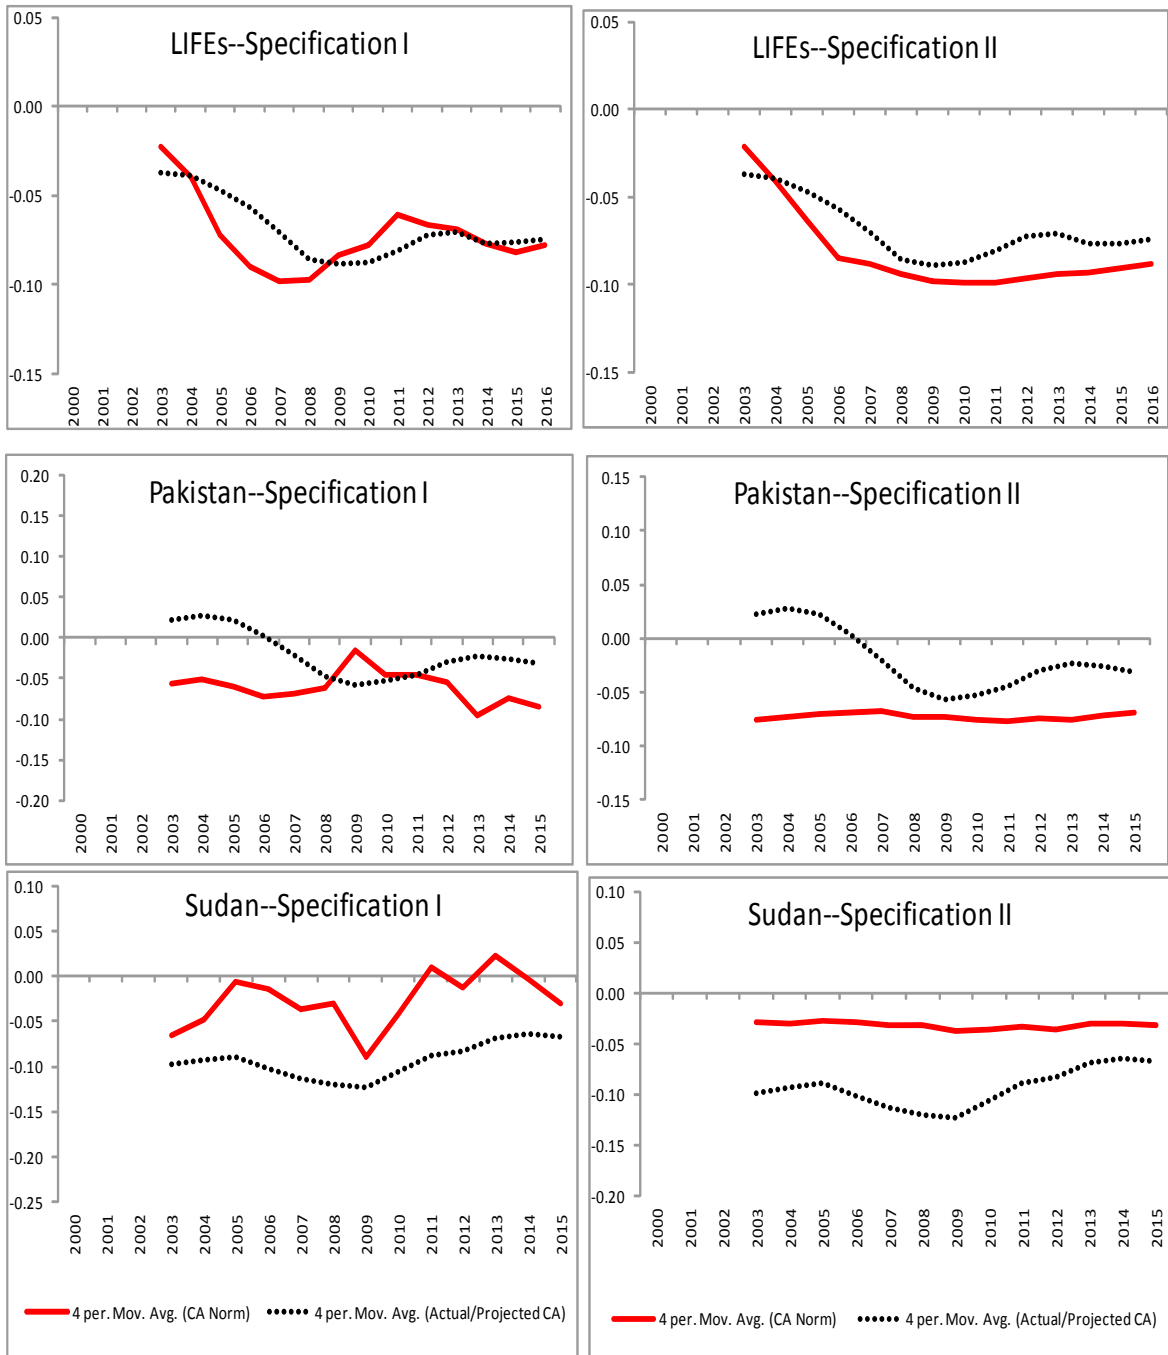 LIFEs--Specification I
0.05
0.00
-0.05
-0.10
-0.15
2000 2001 2002 2003 2004 2005 2006 2007 2008 2009 2010 2011 2012 2013 2014 2015 2016
LIFEs--Specification II
0.05
0.00
-0.05
-0.10
-0.15
2000 2001 2002 2003 2004 2005 2006 2007 2008 2009 2010 2011 2012 2013 2014 2015 2016
Pakistan--Specification I
0.20
0.15
0.10
0.05
0.00
-0.05
-0.10
-0.15
-0.20
2000 2001 2002 2003 2004 2005 2006 2007 2008 2009 2010 2011 2012 2013 2014 2015
Pakistan--Specification II
0.15
0.10
0.05
0.00
-0.05
-0.10
-0.15
2000 2001 2002 2003 2004 2005 2006 2007 2008 2009 2010 2011 2012 2013 2014 2015
Sudan--Specification I
0.10
0.05
0.00
-0.05
-0.10
-0.15
-0.20
-0.25
2000 2001 2002 2003 2004 2005 2006 2007 2008 2009 2010 2011 2012 2013 2014 2015
4 per. Mov. Avg. (CA Norm) 4 per. Mov. Avg. (Actual/Projected CA)
Sudan--Specification II
0.10
0.05
0.00
-0.05
-0.10
-0.15
-0.20
2000 2001 2002 2003 2004 2005 2006 2007 2008 2009 2010 2011 2012 2013 2014 2015
4 per. Mov. Avg. (CA Norm) 4 per. Mov. Avg. (Actual/Projected CA)